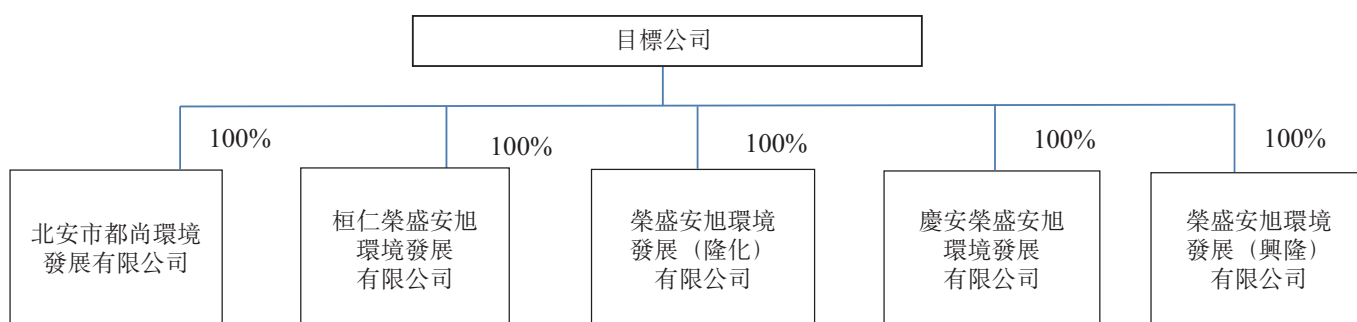 目標公司
100%
100%
100%
100%
100%
北安市都尚環境
發展有限公司
桓仁榮盛安旭
環境發展
有限公司
榮盛安旭環境
發展（隆化）
有限公司
慶安榮盛安旭
環境發展
有限公司
榮盛安旭環境
發展（興隆）
有限公司